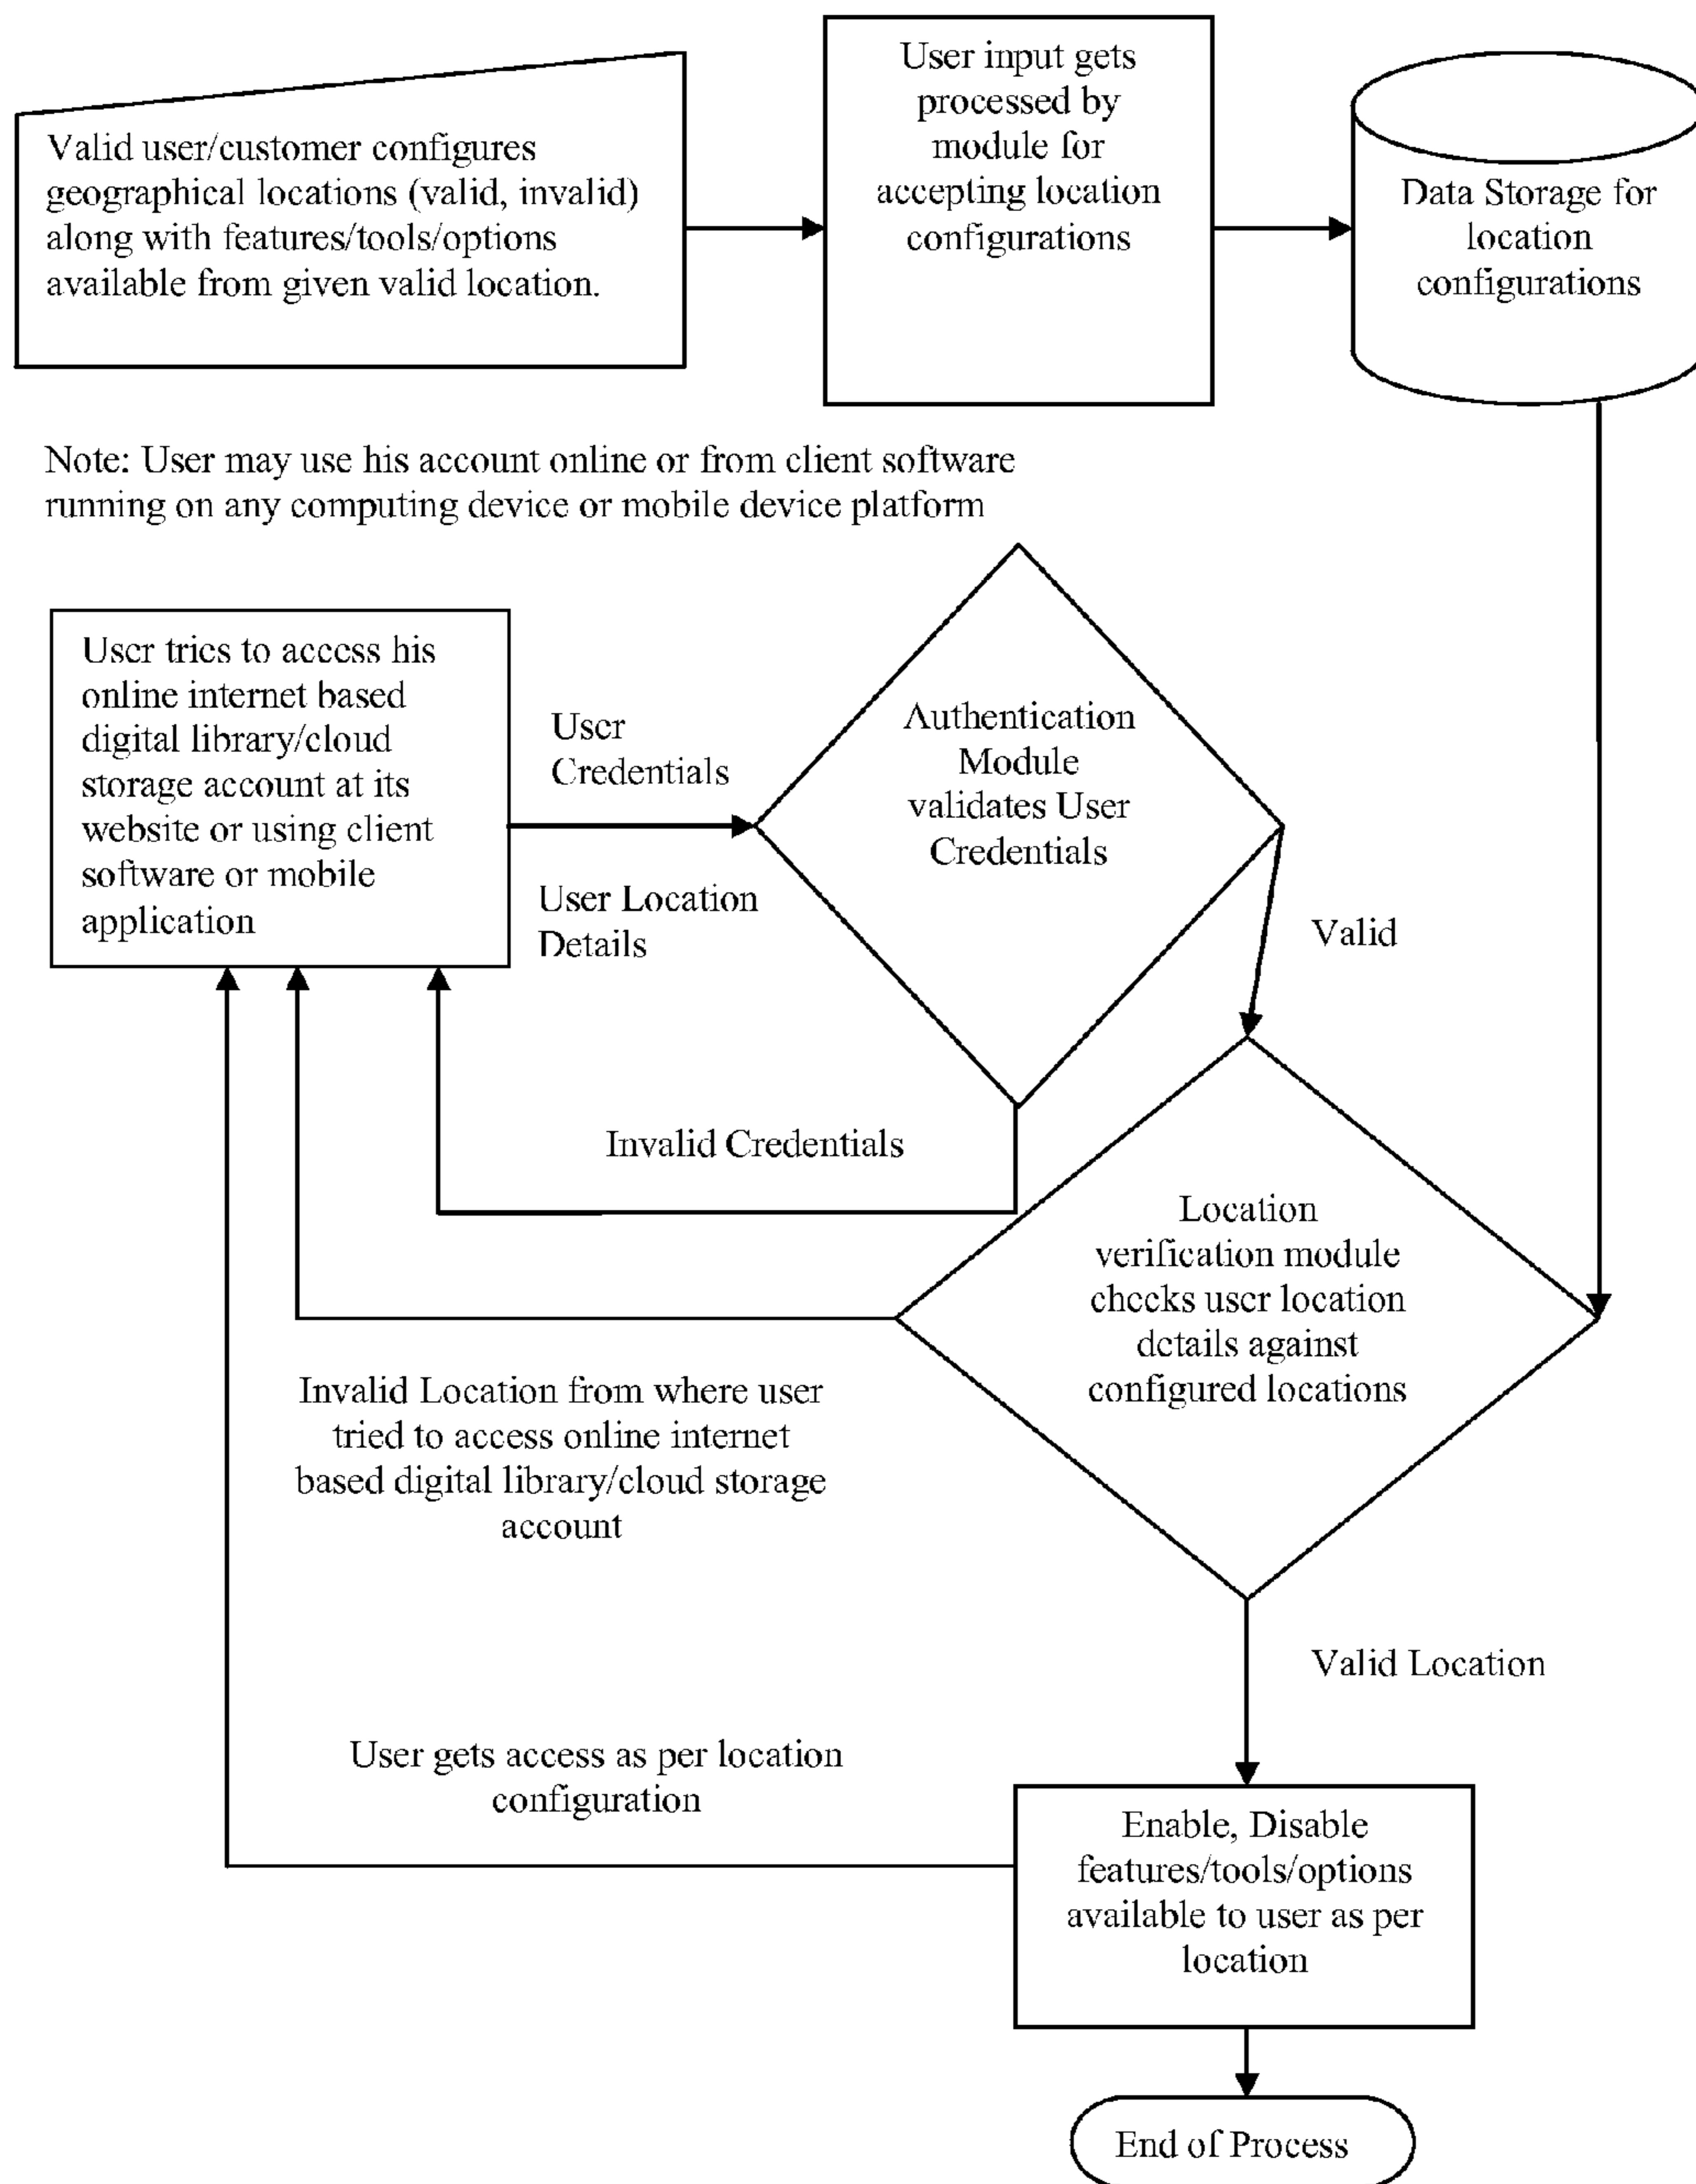 Valid user/customer configures
geographical locations (valid, invalid)
along with features/tools/options
available from given valid location.
User input gets
processed by
module for
accepting location
configurations
Data Storage for
location
configurations
Note: User may use his account online or from client software
running on any computing device or mobile device platform
User tries to access his
online internet based
digital library/cloud
storage account at its
website or using client
software or mobile
application
User
Credentials
User Location
Details
Authentication
Module
validates User
Credentials
Valid
Invalid Credentials
Location
verification module
checks user location
details against
configured locations
Invalid Location from where user
tried to access online internet
based digital library/cloud storage
account
Valid Location
User gets access as per location
configuration
Enable, Disable
features/tools/options
available to user as per
location
End of Process